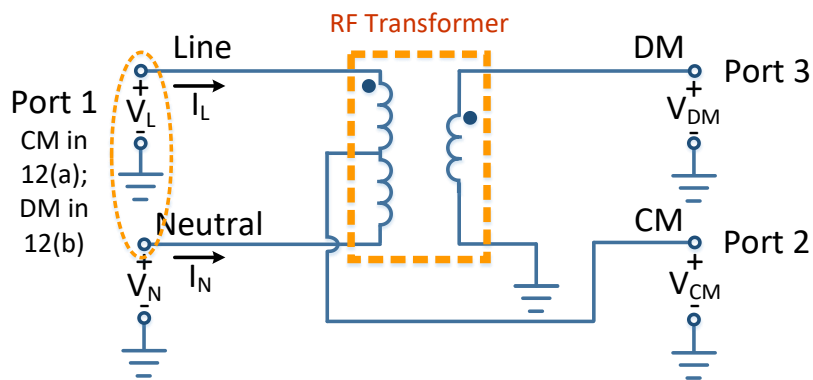 RF Transformer
Line
DM
Port 3
Port 1
+
V_L
-
I_L
+
V_DM
-
CM in
12(a);
DM in
12(b)
Neutral
CM
Port 2
+
V_N
-
I_N
+
V_CM
-